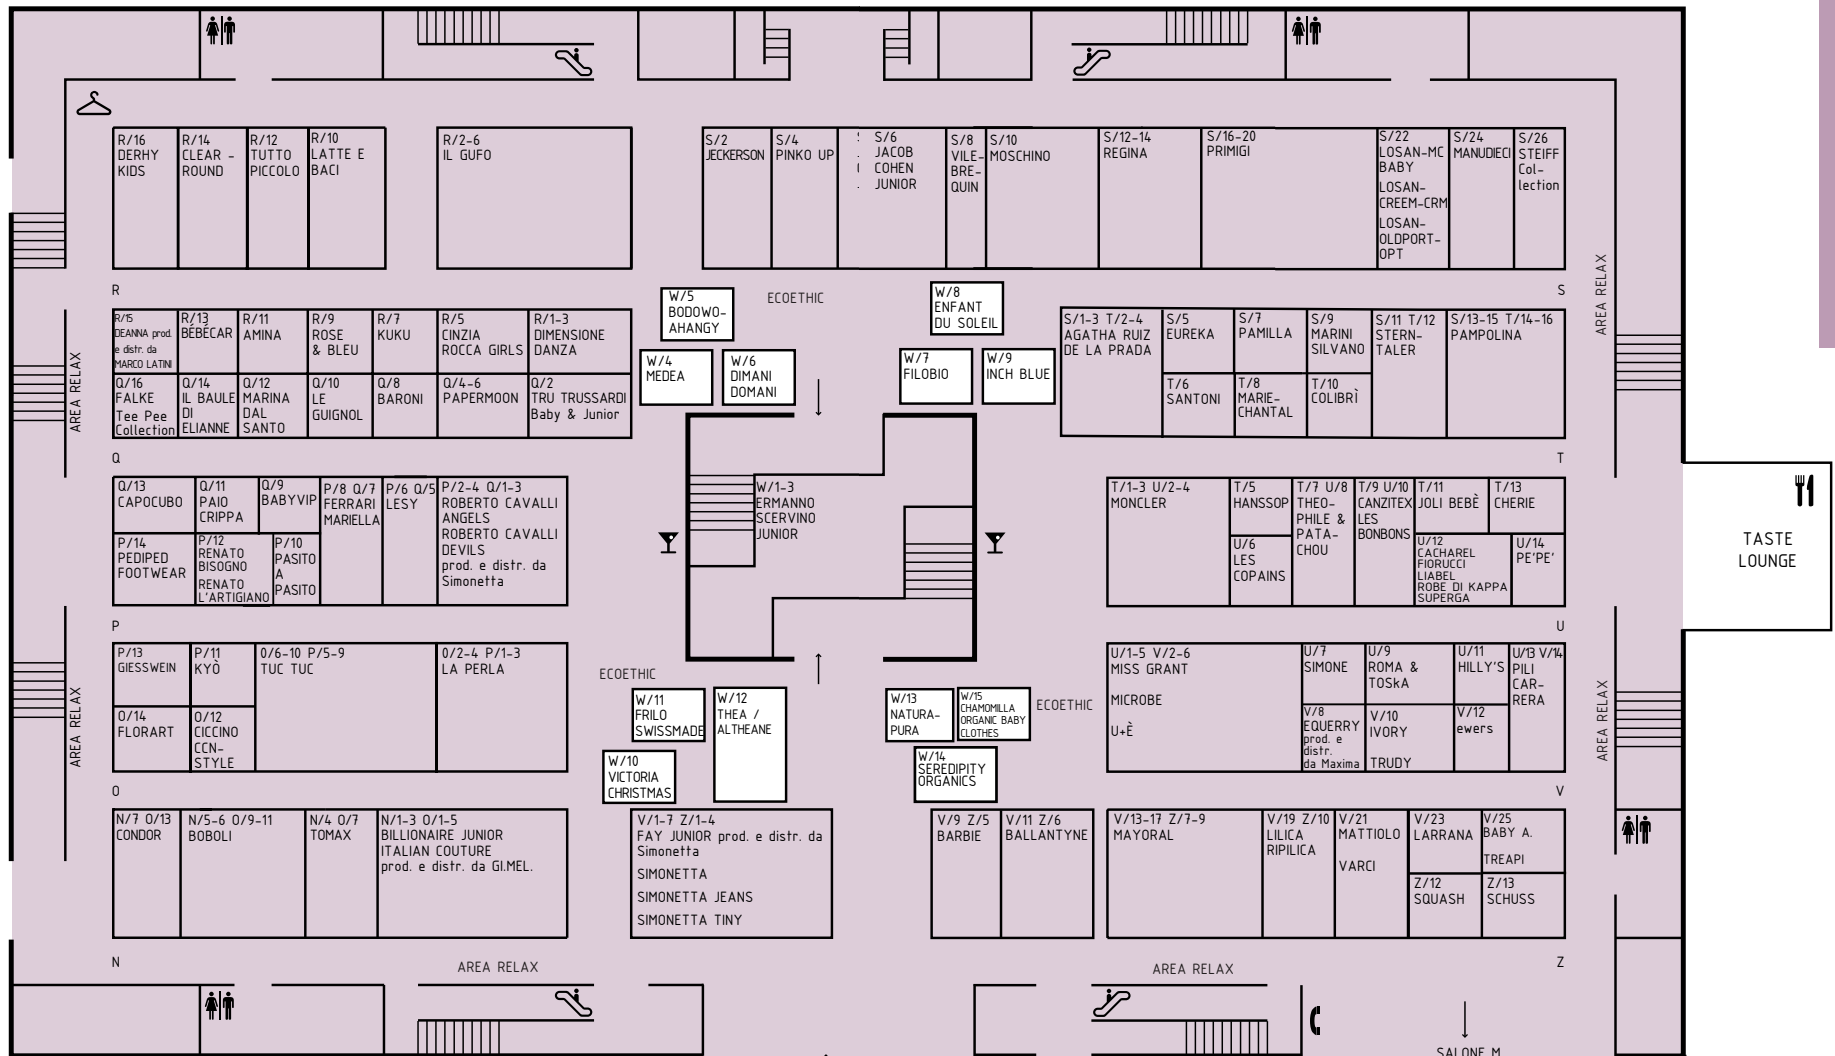 R/16
DERHY
KIDS
R/14
CLEAR -
ROUND
R/12
TUTTO
PICCOLO
R/10
LATTE E
BACI
R/2-6
IL GUFO
S/2
JECKERSON
S/4
PINKO UP
S/6
JACOB
COHEN
JUNIOR
S/8
VILE-
BRE-
QUIN
S/10
MOSCHINO
S/12-14
REGINA
S/16-20
PRIMIGI
S/22
LOSAN-MC
BABY
LOSAN-
CREEM-CRM
LOSAN-
OLDPORT-
OPT
S/24
MANUDIECI
S/26
STEIFF
Col-
lection
AREA RELAX
R
W/5
BODOWO-
AHANGY
ECOETHIC
W/8
ENFANT
DU SOLEIL
S
R/15
DEANNA prod.
e distr. da
MARCO LATINI
R/13
BÉBÉCAR
R/11
AMINA
R/9
ROSE
& BLEU
R/7
KUKU
R/5
CINZIA
ROCCA GIRLS
R/1-3
DIMENSIONE
DANZA
W/4
MEDEA
W/6
DIMANI
DOMANI
W/7
FILOBIO
W/9
INCH BLUE
S/1-3 T/2-4
AGATHA RUIZ
DE LA PRADA
S/5
EUREKA
S/7
PAMILLA
S/9
MARINI
SILVANO
S/11 T/12
STERN-
TALER
S/13-15 T/14-16
PAMPOLINA
AREA RELAX
Q/16
FALKE
Tee Pee
Collection
Q/14
IL BAULE
DI
ELIANNE
Q/12
MARINA
DAL
SANTO
Q/10
LE
GUIGNOL
Q/8
BARONI
Q/4-6
PAPERMOON
Q/2
TRU TRUSSARDI
Baby & Junior
T/6
SANTONI
T/8
MARIE-
CHANTAL
T/10
COLIBRÌ
Q
T
Q/13
CAPOCUBO
Q/11
PAIO
CRIPPA
Q/9
BABYVIP
P/8 Q/7
FERRARI
MARIELLA
P/6 Q/5
LESY
P/2-4 Q/1-3
ROBERTO CAVALLI
ANGELS
ROBERTO CAVALLI
DEVILS
prod. e distr. da
Simonetta
W/1-3
ERMANNO
SCERVINO
JUNIOR
T/1-3 U/2-4
MONCLER
T/5
HANSSOP
T/7 U/8
THEO-
PHILE &
PATA-
CHOU
T/9 U/10
CANZITEX
LES
BONBONS
T/11
JOLI BEBÈ
T/13
CHERIE
TASTE
LOUNGE
P/14
PEDIPED
FOOTWEAR
P/12
RENATO
BISOGNO
RENATO
L'ARTIGIANO
P/10
PASITO
A
PASITO
U/6
LES
COPAINS
U/12
CACHAREL
FIORUCCI
LIABEL
ROBE DI KAPPA
SUPERGA
U/14
PE'PE'
P
U
P/13
GIESSWEIN
P/11
KYÒ
O/6-10 P/5-9
TUC TUC
O/2-4 P/1-3
LA PERLA
ECOETHIC
U/1-5 V/2-6
MISS GRANT
MICROBE
U+È
U/7
SIMONE
U/9
ROMA &
TOSkA
U/11
HILLY'S
U/13 V/14
PILI
CAR-
RERA
AREA RELAX
O/14
FLORART
O/12
CICCINO
CCN-
STYLE
W/11
FRILO
SWISSMADE
W/12
THEA /
ALTHEANE
W/13
NATURA-
PURA
W/15
CHAMOMILLA
ORGANIC BABY
CLOTHES
ECOETHIC
V/8
EQUERRY
prod. e
distr.
da Maxima
V/10
IVORY
TRUDY
V/12
ewers
AREA RELAX
W/10
VICTORIA
CHRISTMAS
W/14
SEREDIPITY
ORGANICS
O
V
N/7 O/13
CONDOR
N/5-6 O/9-11
BOBOLI
N/4 O/7
TOMAX
N/1-3 O/1-5
BILLIONAIRE JUNIOR
ITALIAN COUTURE
prod. e distr. da GI.MEL.
V/1-7 Z/1-4
FAY JUNIOR prod. e distr. da
Simonetta
SIMONETTA
SIMONETTA JEANS
SIMONETTA TINY
V/9 Z/5
BARBIE
V/11 Z/6
BALLANTYNE
V/13-17 Z/7-9
MAYORAL
V/19 Z/10
LILICA
RIPILICA
V/21
MATTIOLO
VARCI
V/23
LARRANA
V/25
BABY A.
TREAPI
Z/12
SQUASH
Z/13
SCHUSS
N
AREA RELAX
AREA RELAX
Z
SALONE M